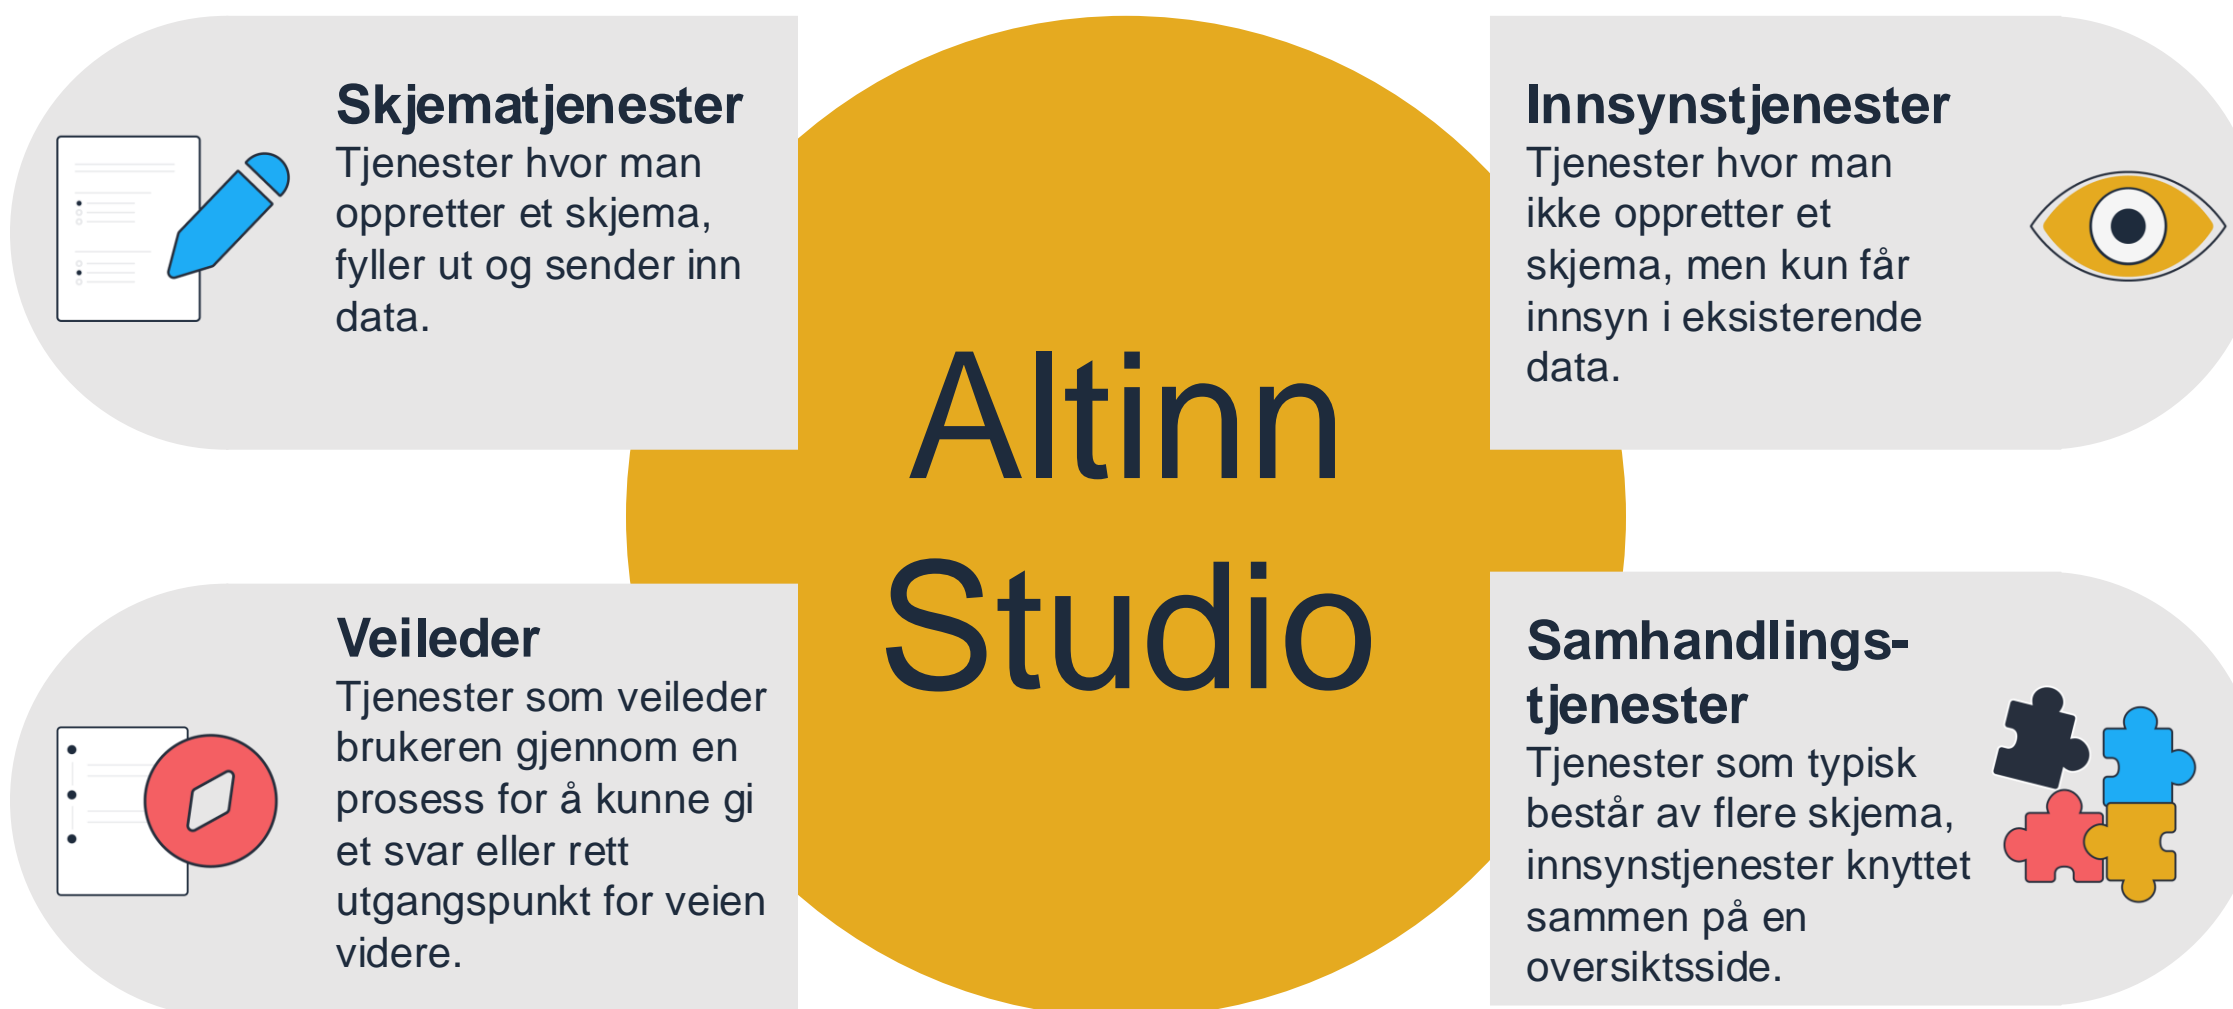 Skjematjenester
Tjenester hvor man
oppretter et skjema,
fyller ut og sender inn
data.
Innsynstjenester
Tjenester hvor man
ikke oppretter et
skjema, men kun får
innsyn i eksisterende
data.
Altinn
Studio
Veileder
Tjenester som veileder
brukeren gjennom en
prosess for å kunne gi
et svar eller rett
utgangspunkt for veien
videre.
Samhandlings-
tjenester
Tjenester som typisk
består av flere skjema,
innsynstjenester knyttet
sammen på en
oversiktsside.